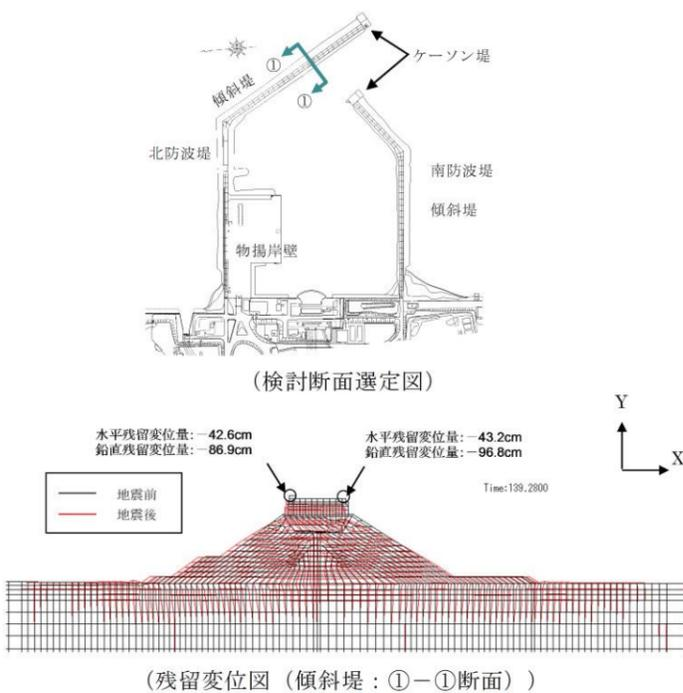 ケーソン堤
①
傾斜堤
①
北防波堤
南防波堤
傾斜堤
物揚岸壁
(検討断面選定図)
水平残留変位量:-42.6cm
鉛直残留変位量:-86.9cm
水平残留変位量:-43.2cm
鉛直残留変位量:-96.8cm
Y
X
Time:139.2800
地震前
地震後
(残留変位図(傾斜堤:①-①断面))